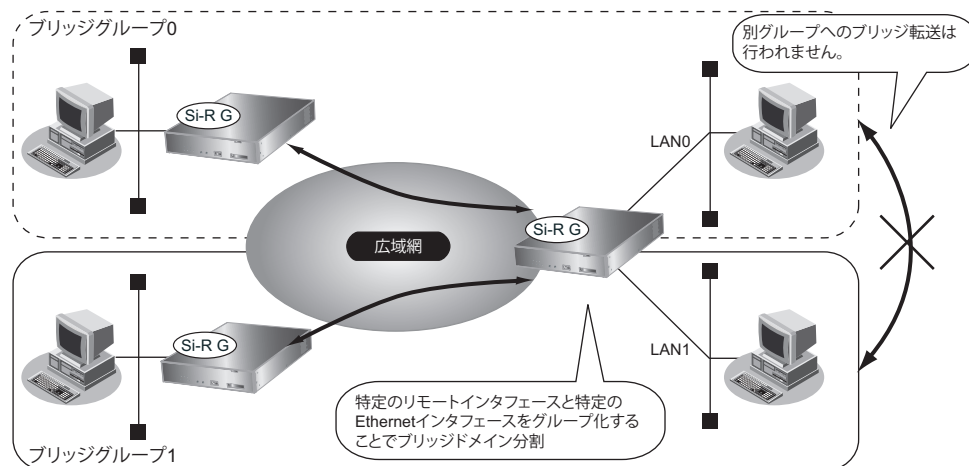 ブリッジグループ0
別グループへのブリッジ転送は
行われません。
Si-R G
LAN0
Si-R G
広域網
Si-R G
LAN1
特定のリモートインタフェースと特定の
Ethernetインタフェースをグループ化する
ことでブリッジドメイン分割
ブリッジグループ1